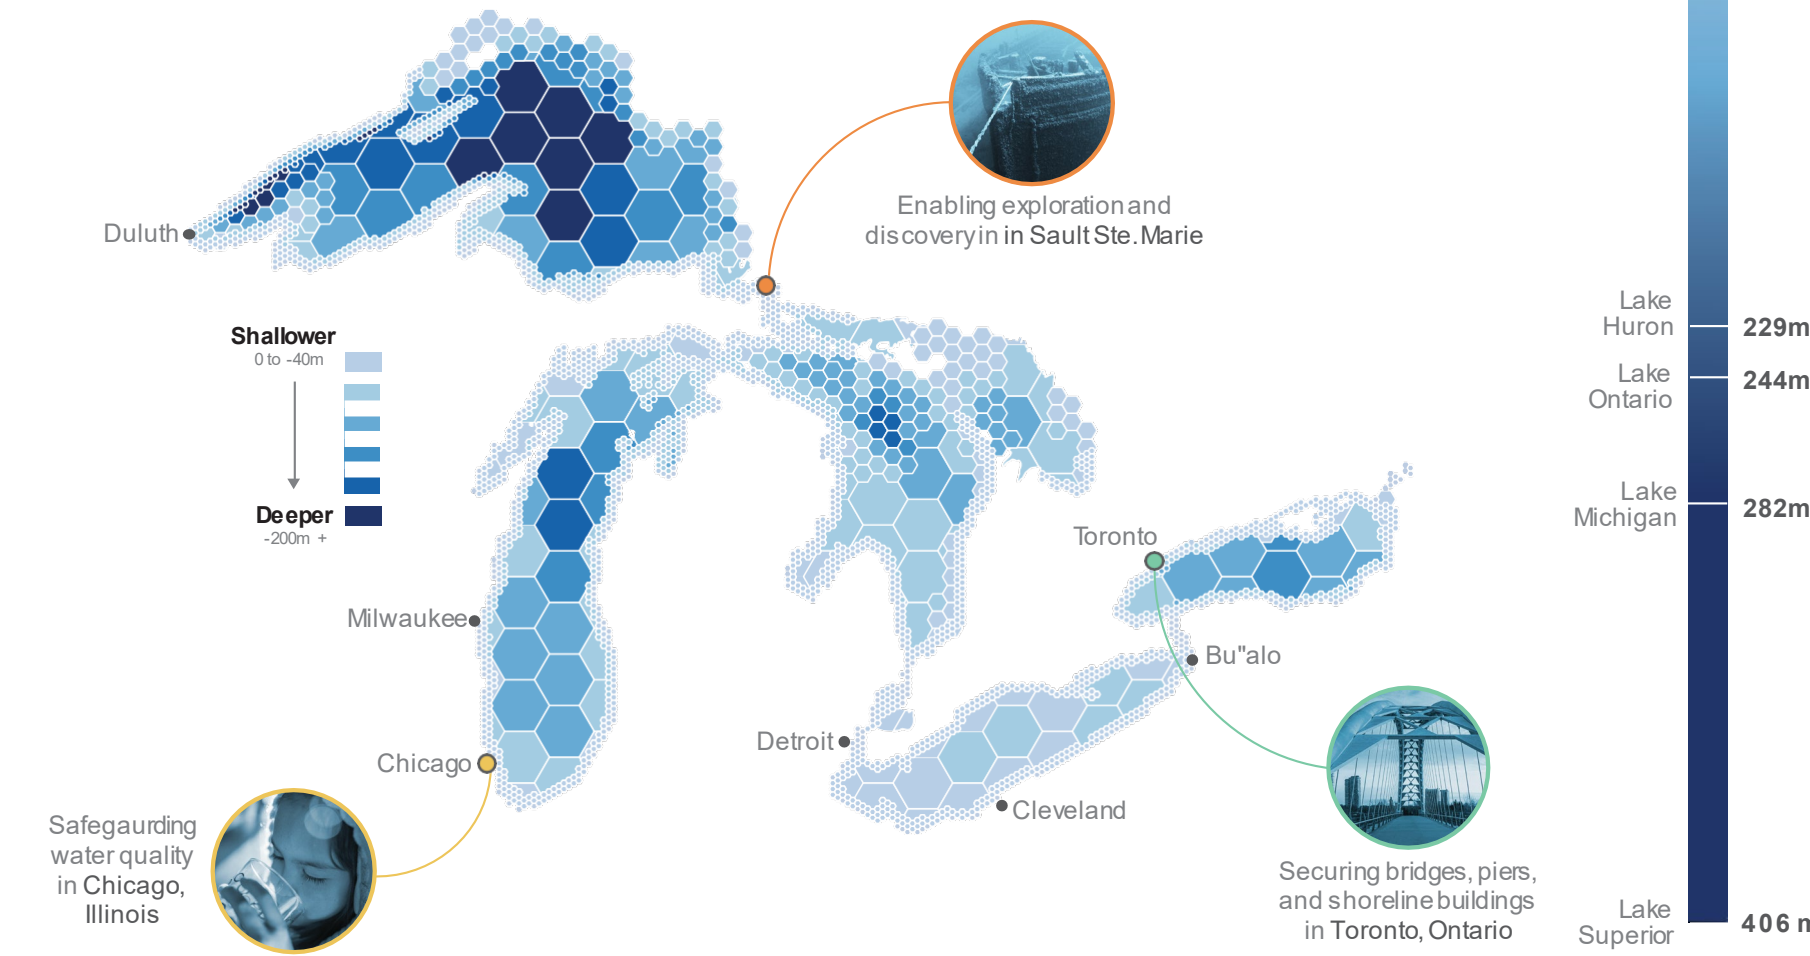 Enabling exploration and
discovery in in Sault Ste. Marie
Duluth
Lake
Huron
229m
Shallower
0 to -40m
Lake
Ontario
244m
Deeper
-200m +
Lake
Michigan
282m
Toronto
Milwaukee
Bu"alo
Detroit
Chicago
Cleveland
Safegaurding
water quality
in Chicago,
Illinois
Securing bridges, piers,
and shoreline buildings
in Toronto, Ontario
Lake
Superior
406 m